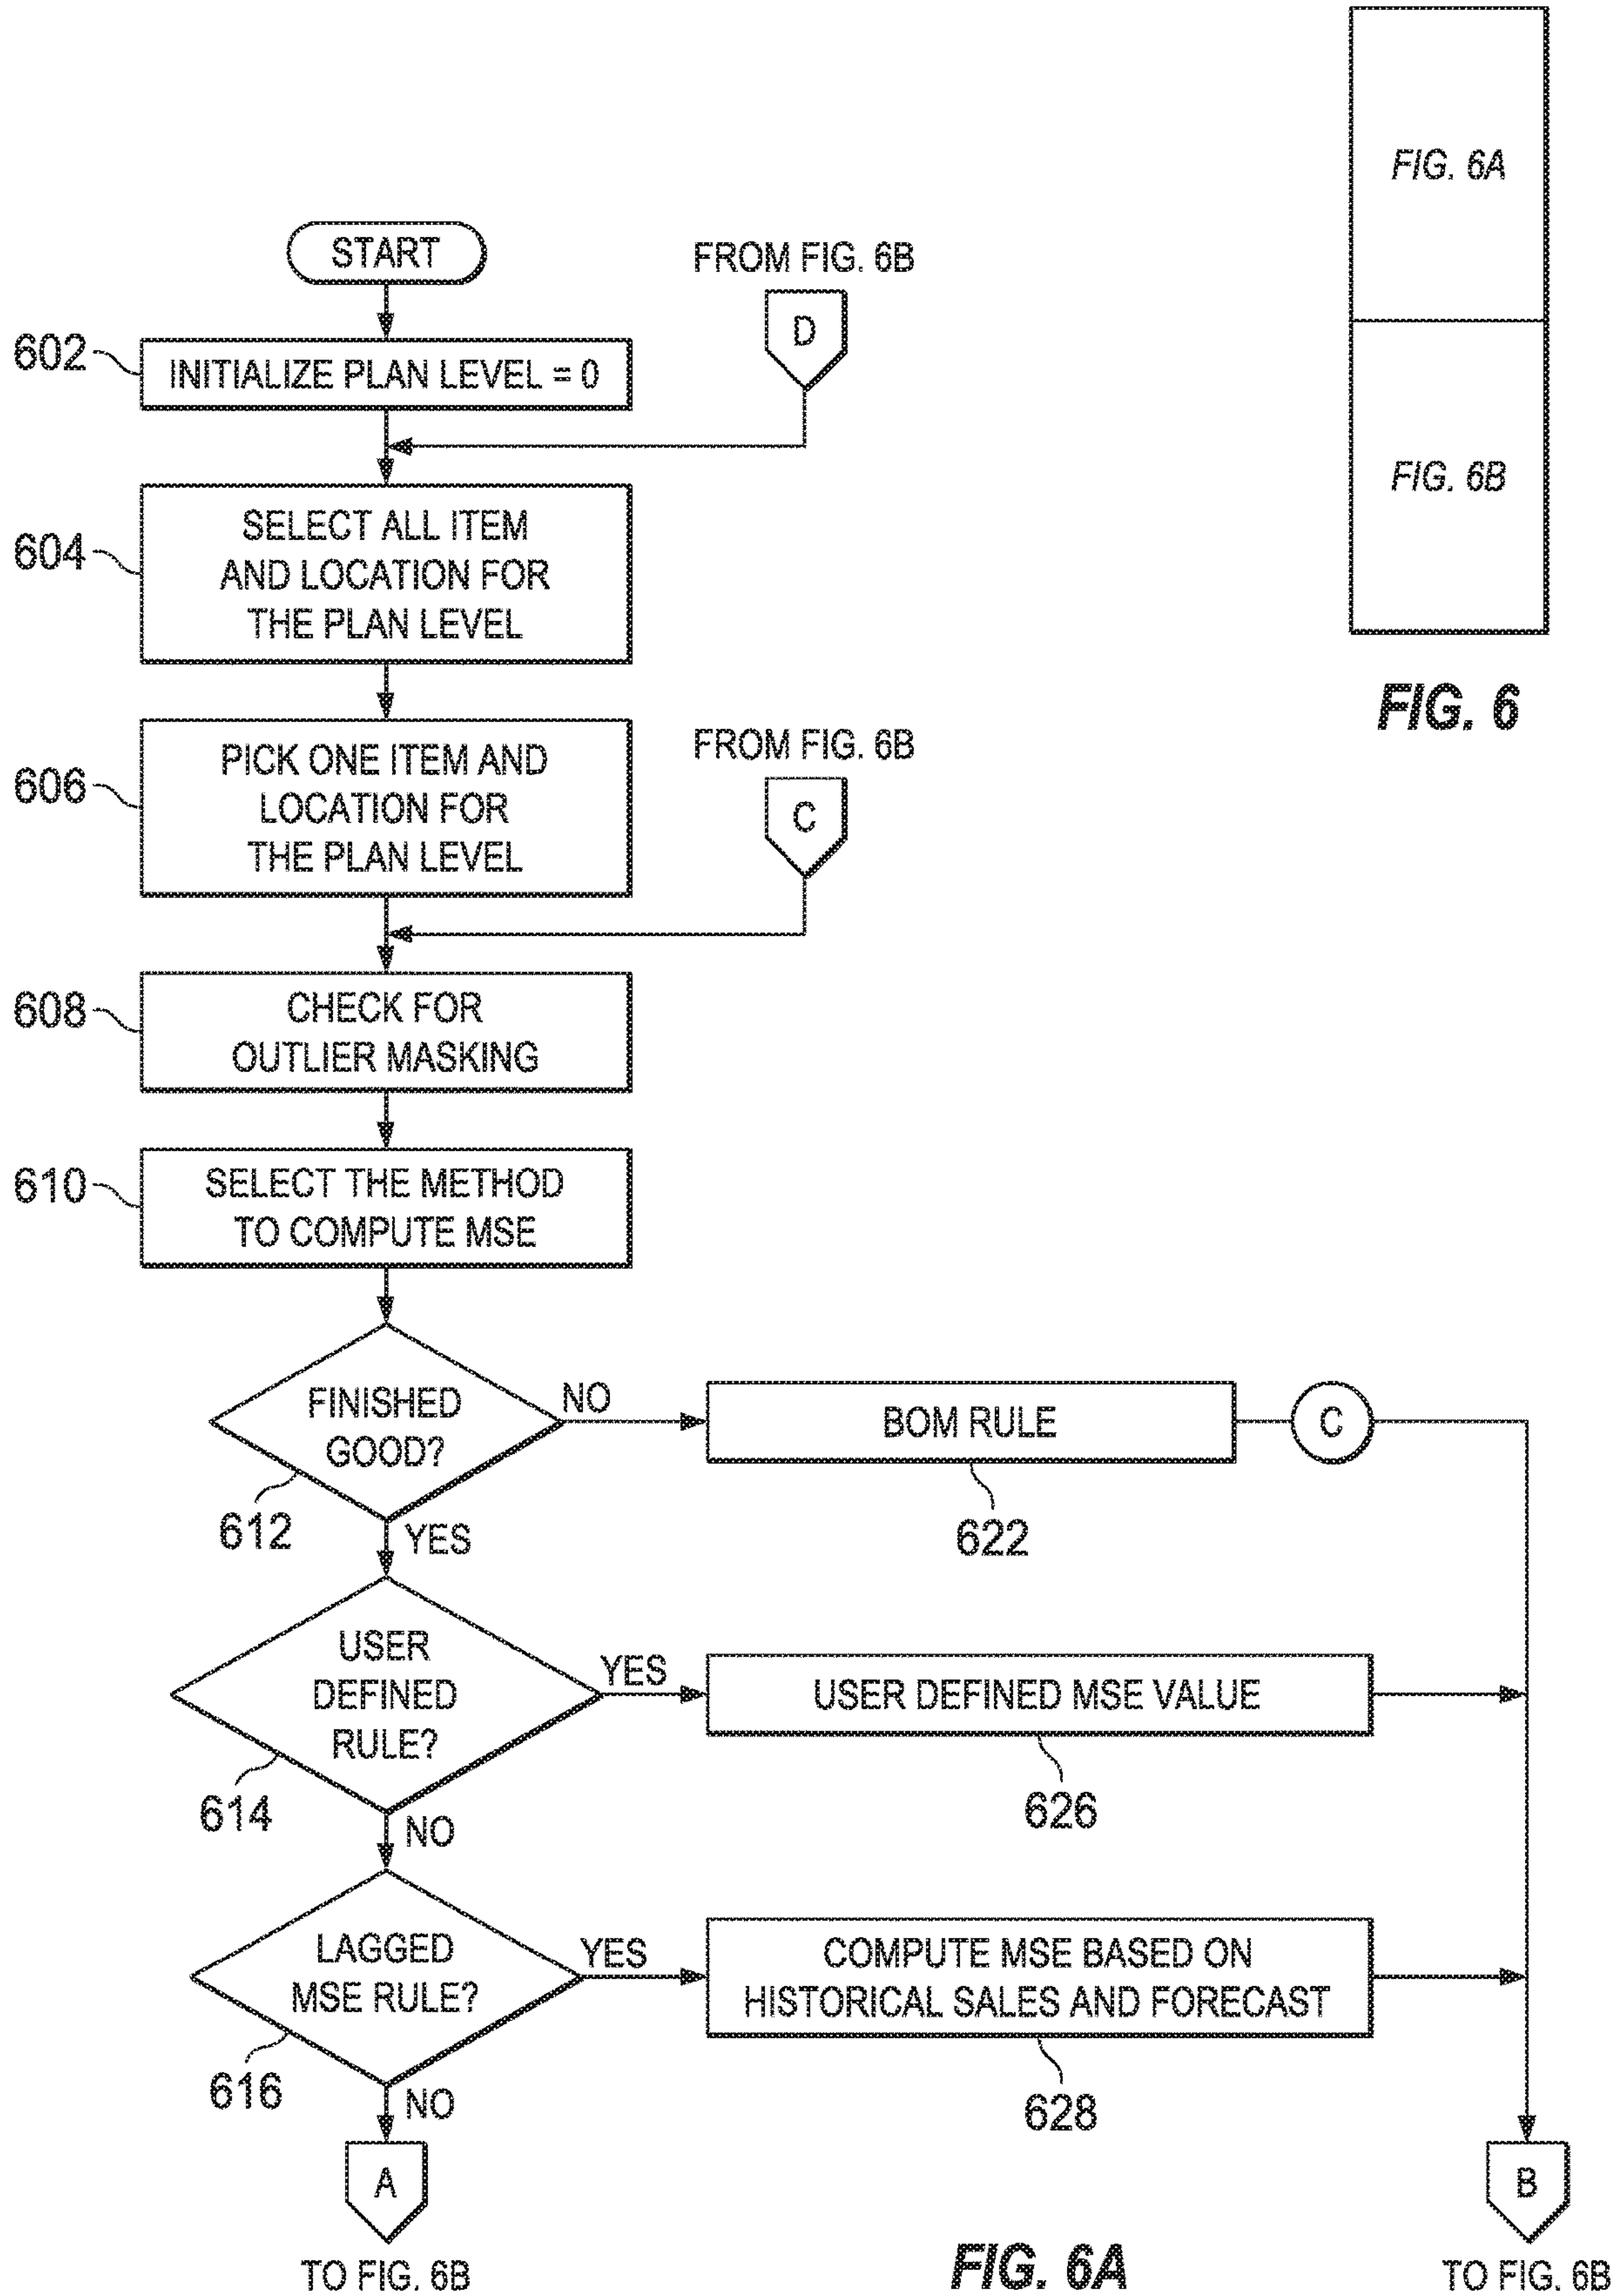 START
FROM FIG. 6B
D
602
INITIALIZE PLAN LEVEL = 0
604
SELECT ALL ITEM
AND LOCATION FOR
THE PLAN LEVEL
606
PICK ONE ITEM AND
LOCATION FOR
THE PLAN LEVEL
FROM FIG. 6B
C
608
CHECK FOR
OUTLIER MASKING
610
SELECT THE METHOD
TO COMPUTE MSE
FINISHED
GOOD?
612
NO
BOM RULE
622
C
YES
USER
DEFINED
RULE?
614
YES
USER DEFINED MSE VALUE
626
NO
LAGGED
MSE RULE?
616
YES
COMPUTE MSE BASED ON
HISTORICAL SALES AND FORECAST
628
NO
A
TO FIG. 6B
B
TO FIG. 6B
FIG. 6A
FIG. 6A
FIG. 6B
FIG. 6